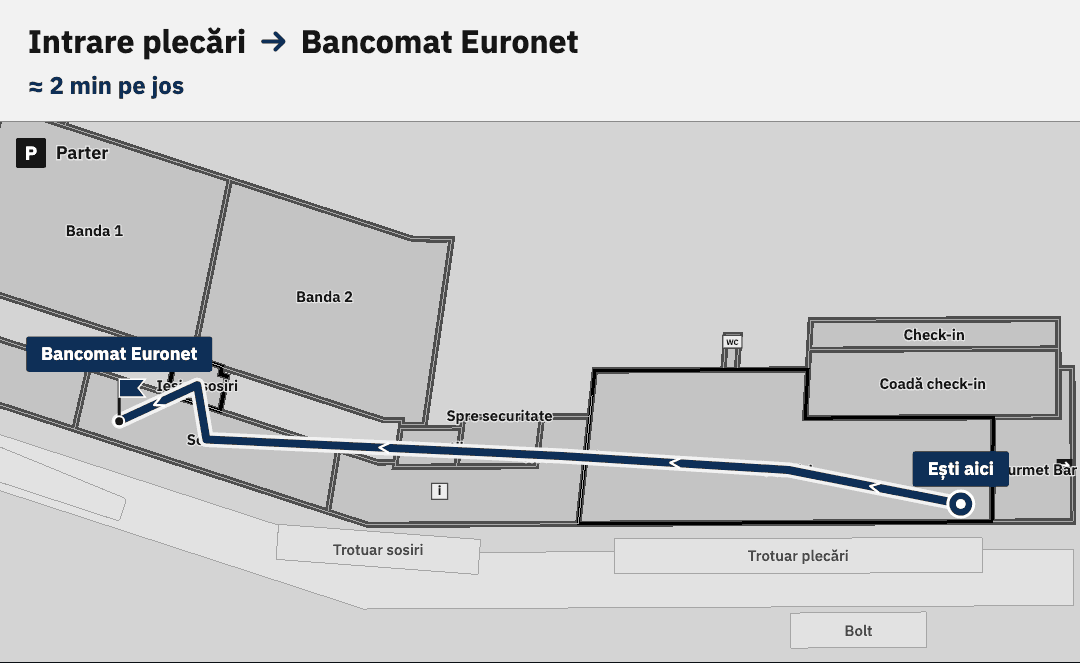 Intrare plecări → Bancomat Euronet
≈ 2 min pe jos
P Parter
Banda 1
Banda 2
WC
Check-in
Bancomat Euronet
Coadă check-in
Spre securitate
Ești aici
i
Trotuar sosiri
Trotuar plecări
Bolt